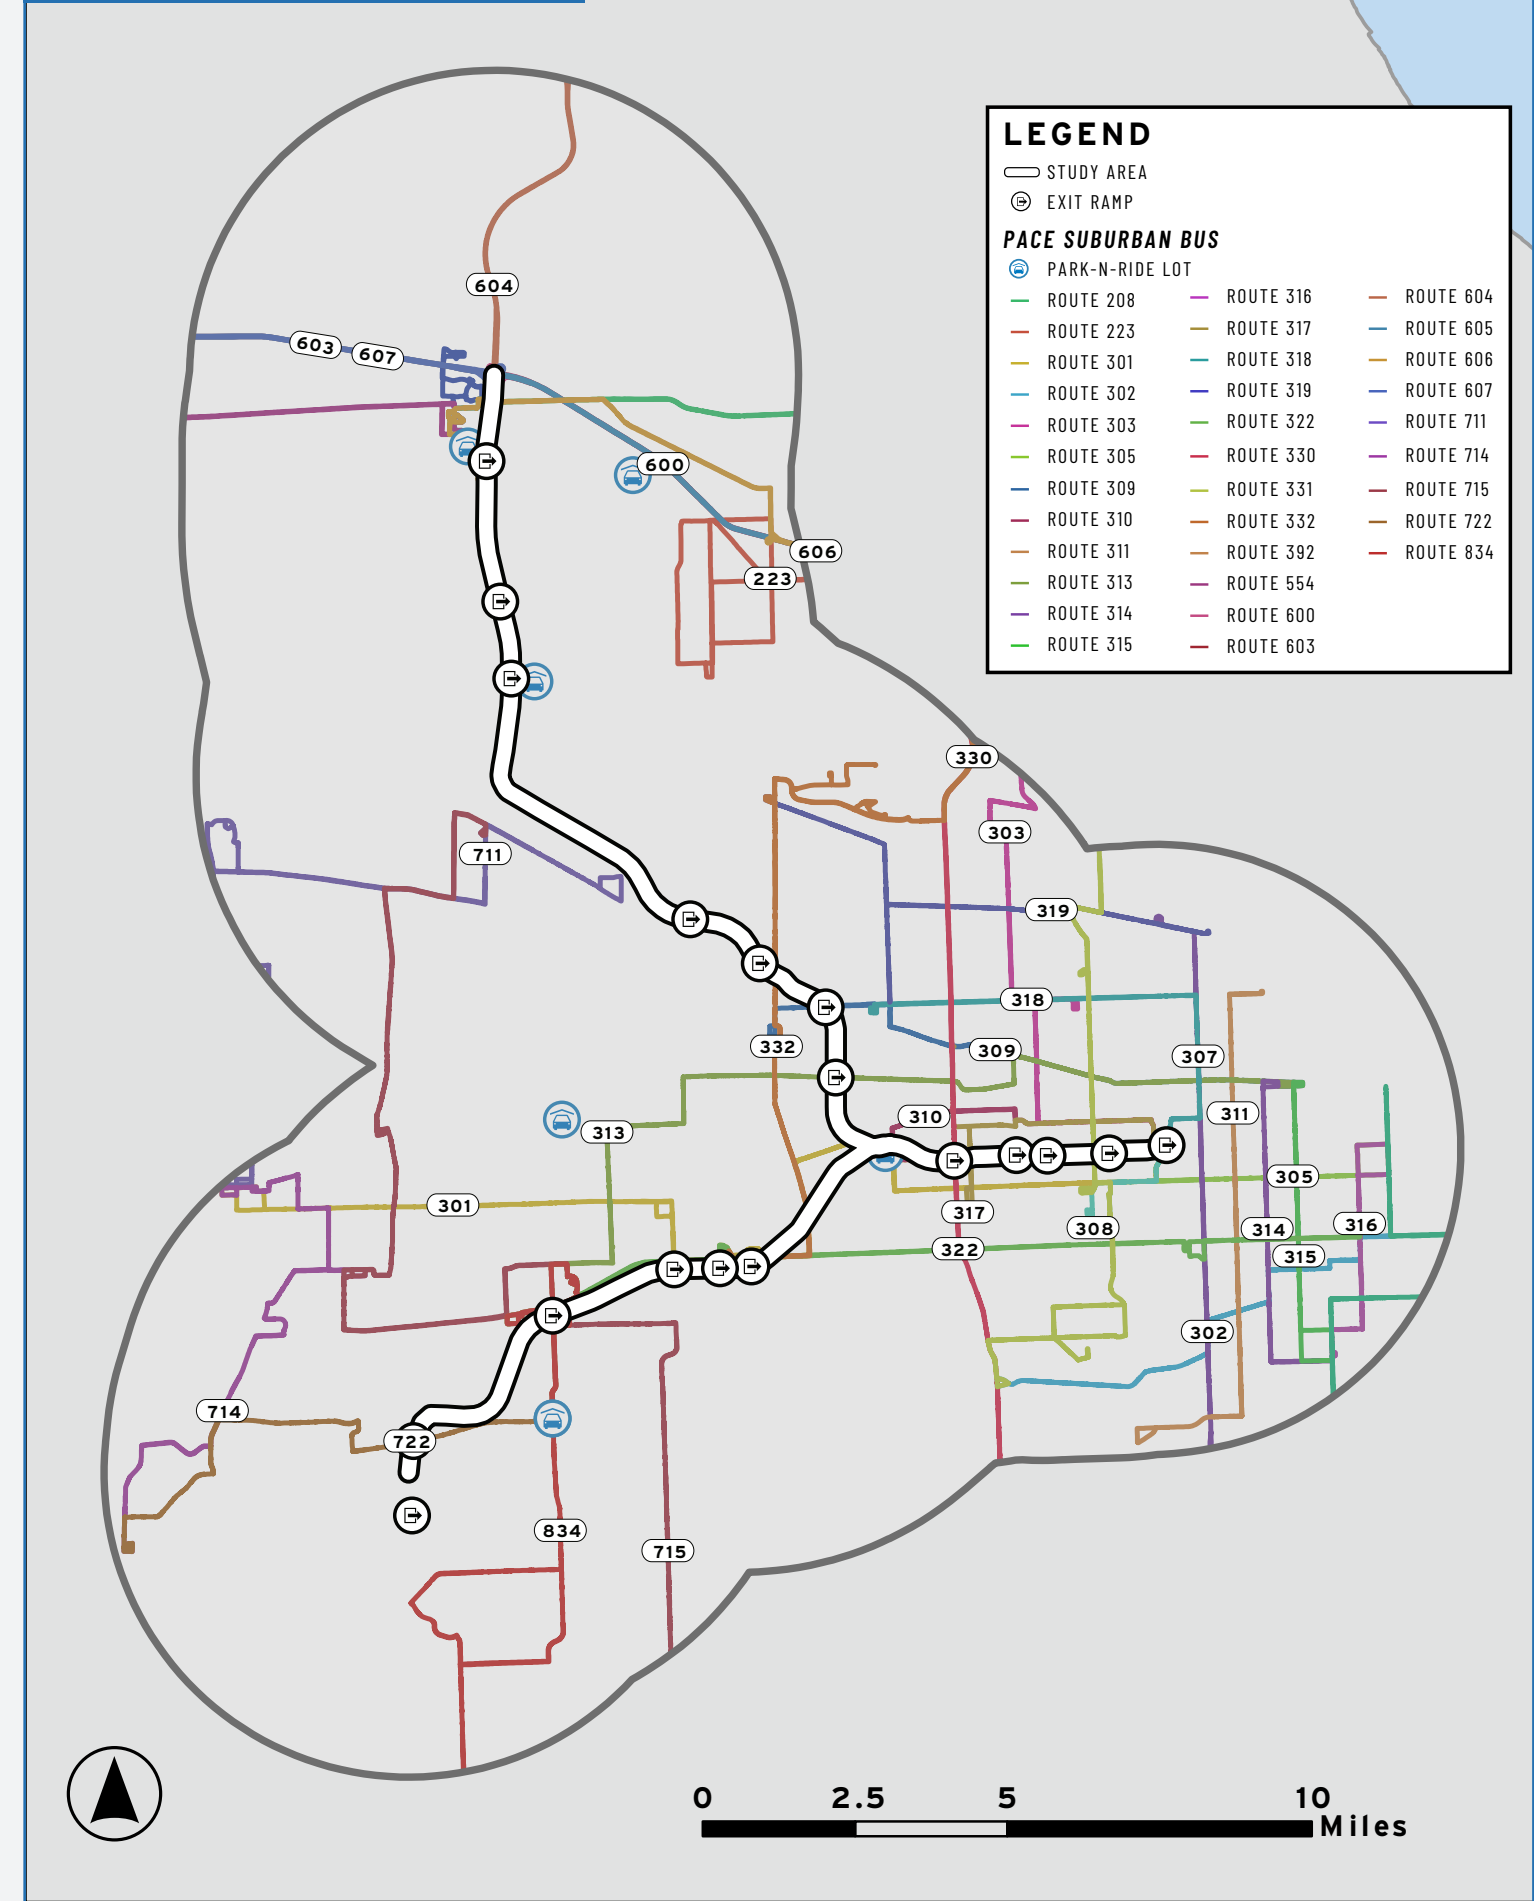 LEGEND
STUDY AREA
EXIT RAMP
PACE SUBURBAN BUS
PARK-N-RIDE LOT
ROUTE 208
ROUTE 223
ROUTE 301
ROUTE 302
ROUTE 303
ROUTE 305
ROUTE 309
ROUTE 310
ROUTE 311
ROUTE 313
ROUTE 314
ROUTE 315
ROUTE 316
ROUTE 317
ROUTE 318
ROUTE 319
ROUTE 322
ROUTE 330
ROUTE 331
ROUTE 332
ROUTE 392
ROUTE 554
ROUTE 600
ROUTE 603
ROUTE 604
ROUTE 605
ROUTE 606
ROUTE 607
ROUTE 711
ROUTE 714
ROUTE 715
ROUTE 722
ROUTE 834
604
603
607
600
606
223
330
303
711
319
318
332
309
307
310
311
313
305
301
317
308
314
316
322
315
302
714
722
834
715
0 2.5 5 10
Miles